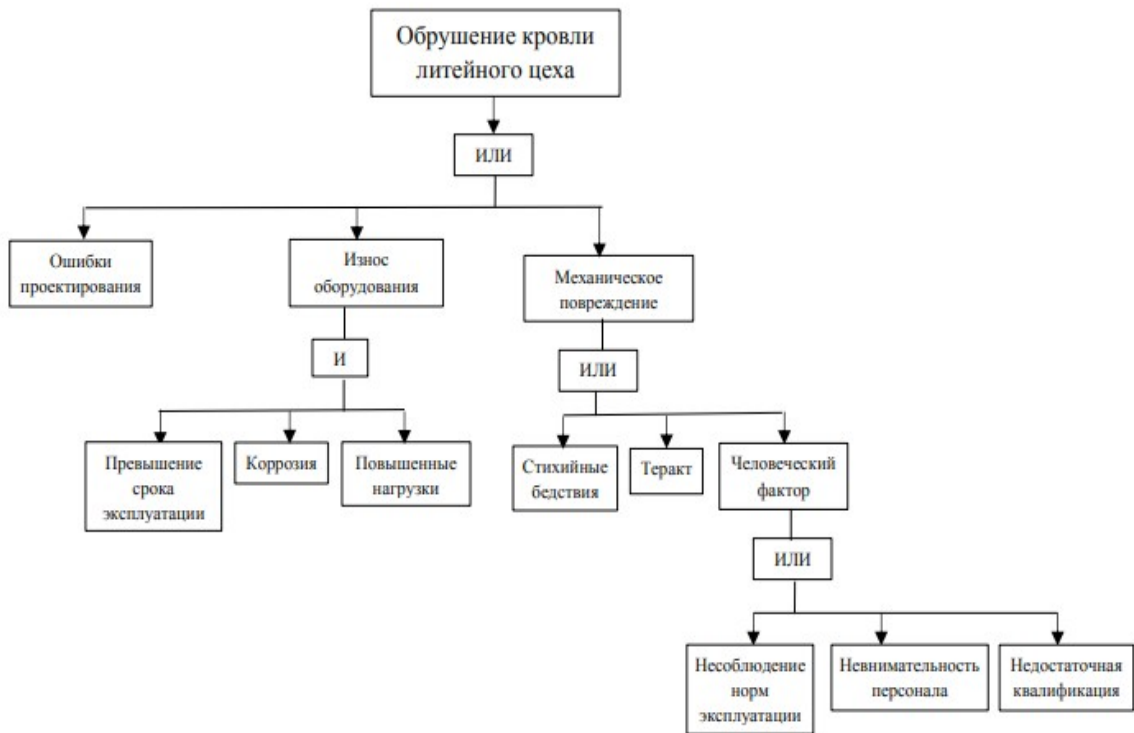 Обрушение кровли
литейного цеха
ИЛИ
Ошибки
проектирования
Износ
оборудования
Механическое
повреждение
И
ИЛИ
Превышение
срока
эксплуатации
Коррозия
Повышенные
нагрузки
Стихийные
бедствия
Теракт
Человеческий
фактор
ИЛИ
Несоблюдение
норм
эксплуатации
Невнимательность
персонала
Недостаточная
квалификация